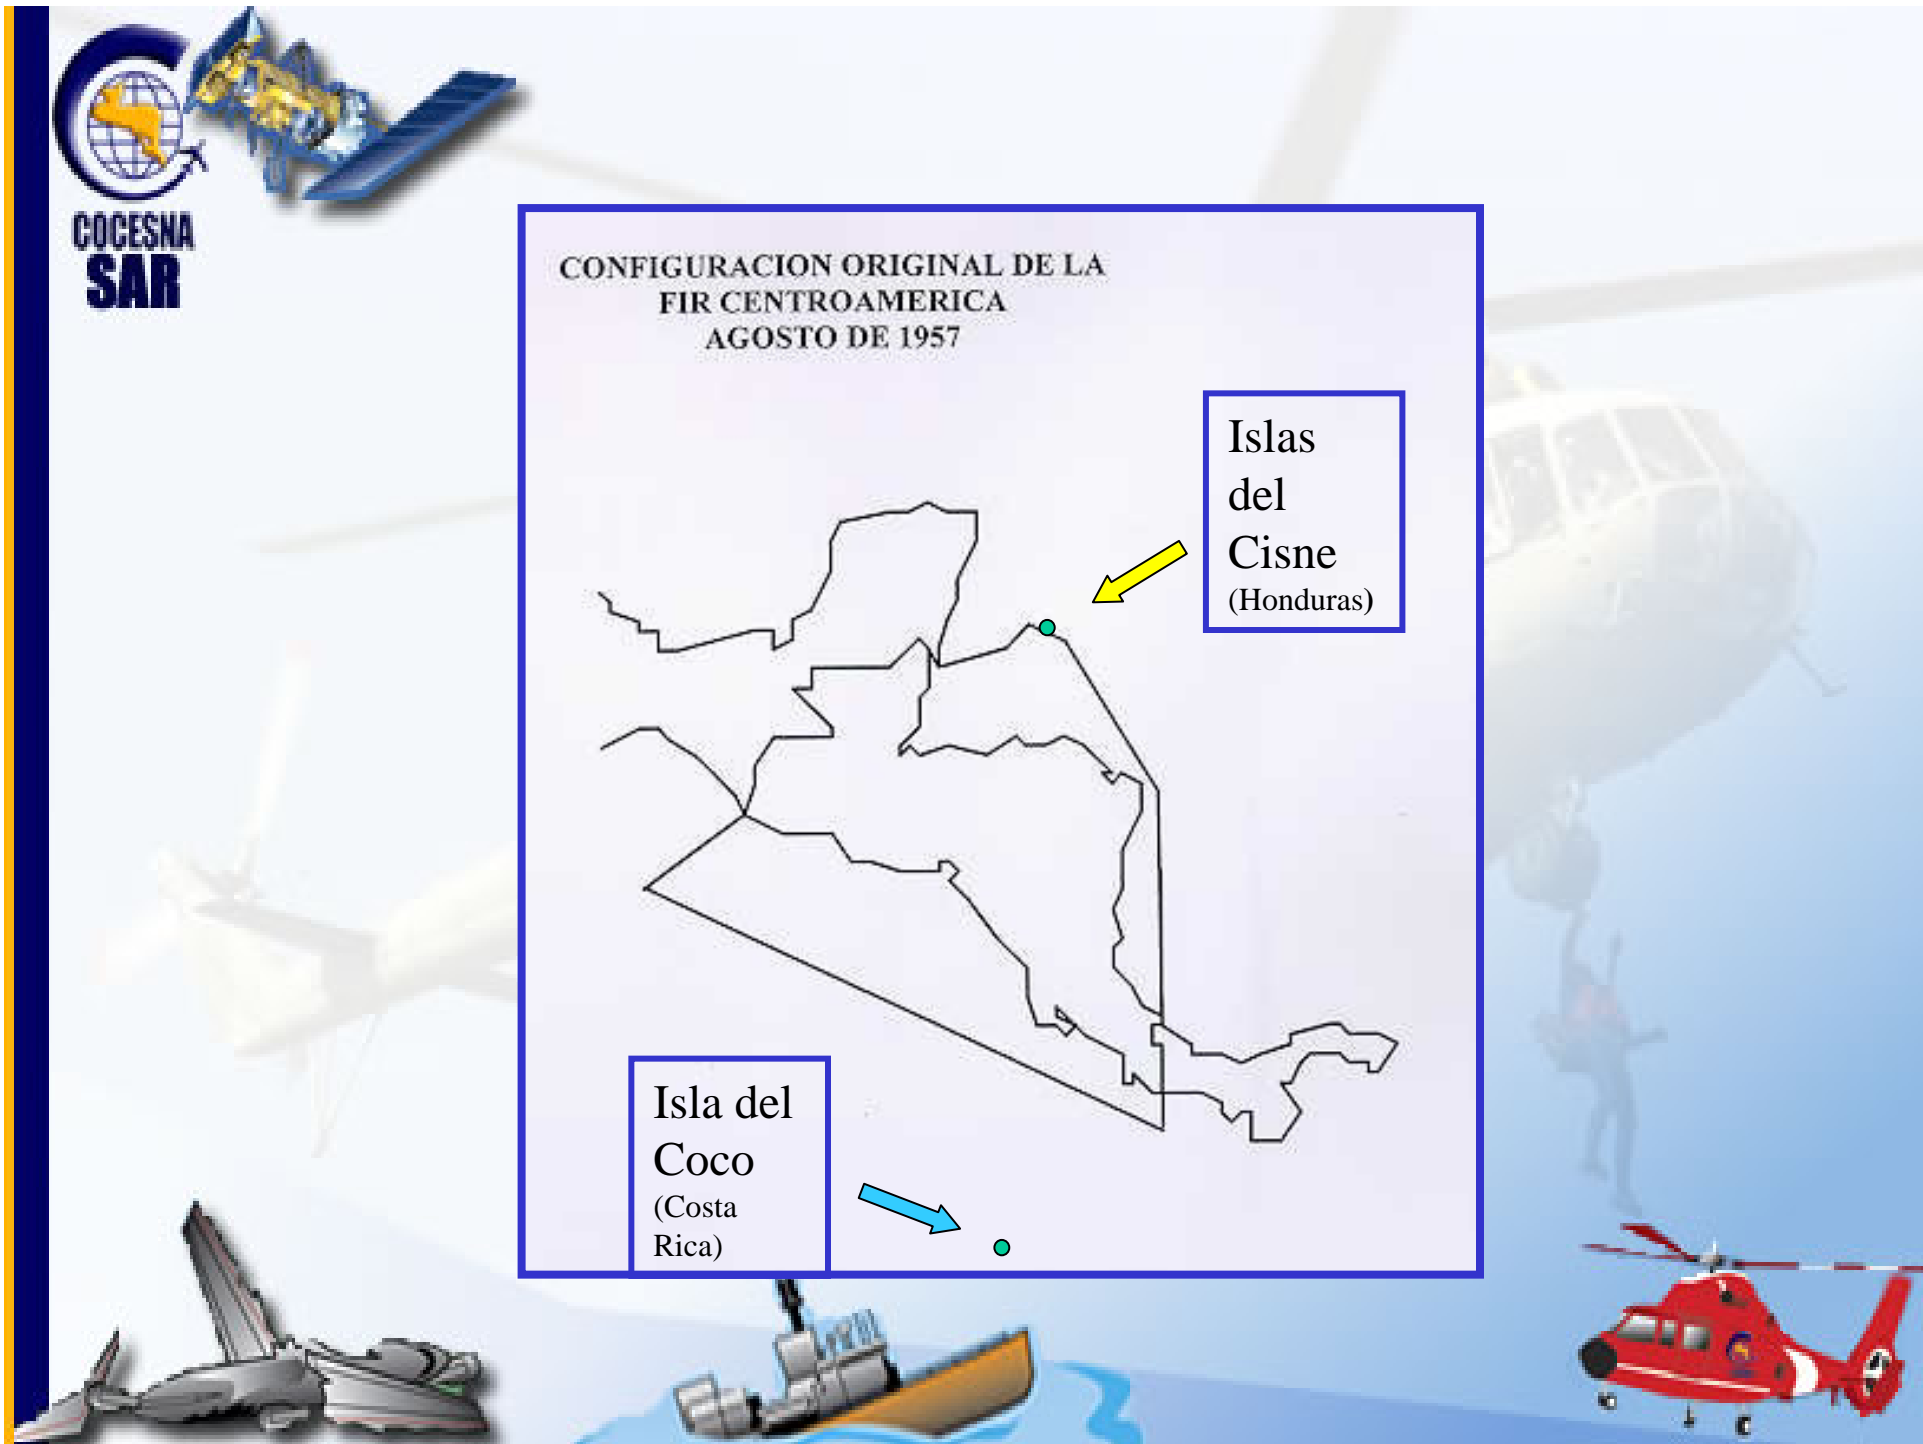 COCESNA
SAR
CONFIGURACION ORIGINAL DE LA
FIR CENTROAMERICA
AGOSTO DE 1957
Islas
del
Cisne
(Honduras)
Isla del
Coco
(Costa
Rica)